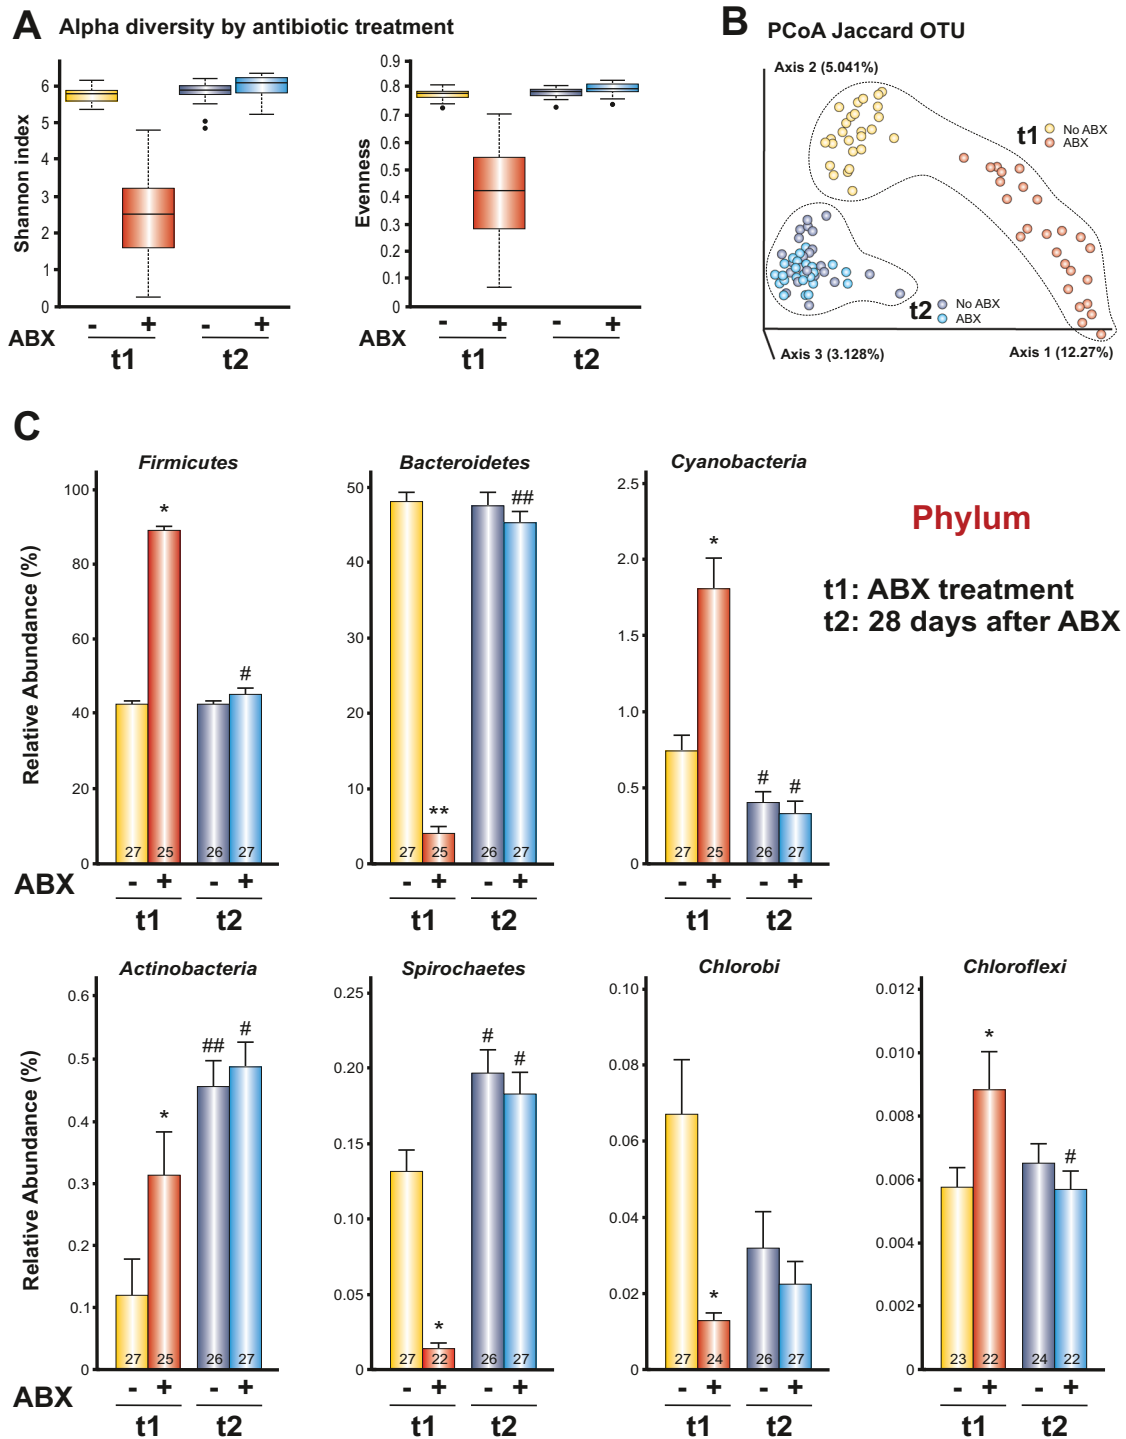 A Alpha diversity by antibiotic treatment
Shannon index
6
5
4
3
2
1
0
ABX - + - +
t1 t2
Evenness
0.9
0.8
0.7
0.6
0.5
0.4
0.3
0.2
0.1
0
ABX - + - +
t1 t2
B PCoA Jaccard OTU
Axis 2 (5.041%)
t1
No ABX
ABX
t2
No ABX
ABX
Axis 3 (3.128%)
Axis 1 (12.27%)
C
Firmicutes
Relative Abundance (%)
100
80
60
40
20
0
*
#
27 25 26 27
ABX - + - +
t1 t2
Bacteroidetes
50
40
30
20
10
0
**
##
27 25 26 27
- + - +
t1 t2
Cyanobacteria
2.5
2.0
1.5
1.0
0.5
0
*
# #
27 25 26 27
- + - +
t1 t2
Phylum
t1: ABX treatment
t2: 28 days after ABX
Actinobacteria
Relative Abundance (%)
0.6
0.5
0.4
0.3
0.2
0.1
0
*
## #
27 25 26 27
ABX - + - +
t1 t2
Spirochaetes
0.25
0.20
0.15
0.10
0.05
0
*
# #
27 22 26 27
- + - +
t1 t2
Chlorobi
0.10
0.08
0.06
0.04
0.02
0
*
27 24 26 27
- + - +
t1 t2
Chloroflexi
0.012
0.010
0.008
0.006
0.004
0.002
0
*
#
23 22 24 22
- + - +
t1 t2